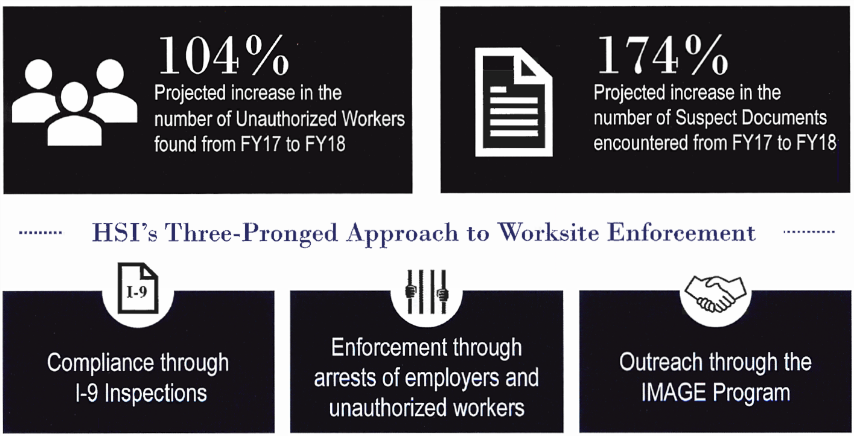 104%
Projected increase in the
number of Unauthorized Workers
found from FY17 to FY18
174%
Projected increase in the
number of Suspect Documents
encountered from FY17 to FY18
HSI's Three-Pronged Approach to Worksite Enforcement
I-9
Compliance through
I-9 Inspections
Enforcement through
arrests of employers and
unauthorized workers
Outreach through the
IMAGE Program